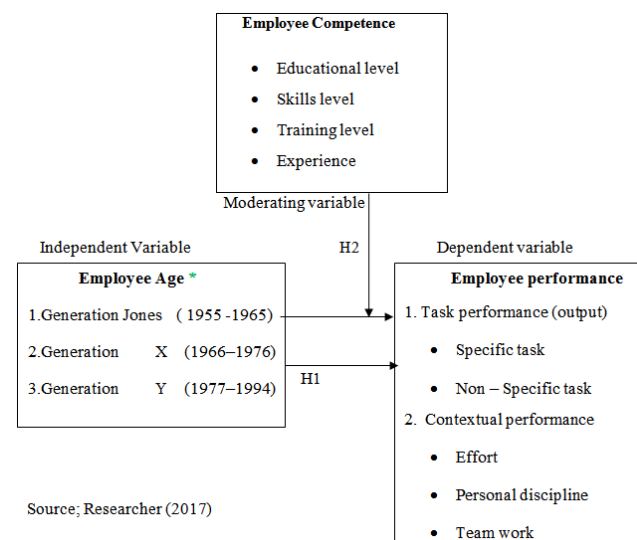 Employee Competence
• Educational level
• Skills level
• Training level
• Experience
Moderating variable
H2
Independent Variable
Employee Age *
1.Generation Jones ( 1955 -1965)
2.Generation X (1966–1976)
3.Generation Y (1977–1994)
H1
Dependent variable
Employee performance
1. Task performance (output)
• Specific task
• Non – Specific task
2. Contextual performance
• Effort
• Personal discipline
• Team work
Source; Researcher (2017)